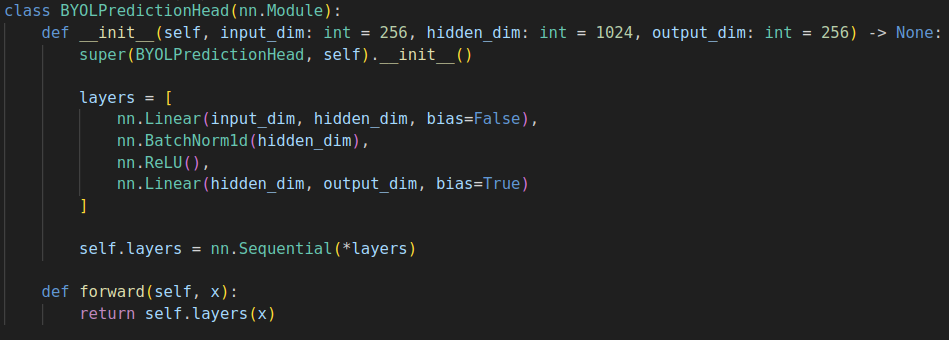 class BYOLPredictionHead(nn.Module):
    def __init__(self, input_dim: int = 256, hidden_dim: int = 1024, output_dim: int = 256) -> None:
        super(BYOLPredictionHead, self).__init__()

        layers = [
            nn.Linear(input_dim, hidden_dim, bias=False),
            nn.BatchNorm1d(hidden_dim),
            nn.ReLU(),
            nn.Linear(hidden_dim, output_dim, bias=True)
        ]

        self.layers = nn.Sequential(*layers)

    def forward(self, x):
        return self.layers(x)